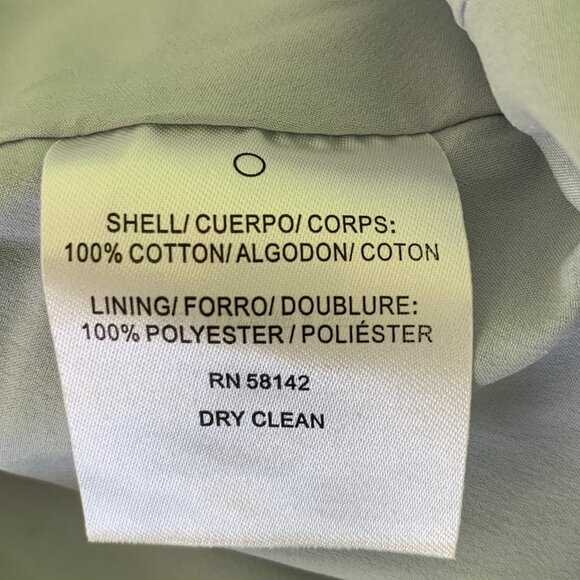 SHELL/ CUERPO/ CORPS:
100% COTTON/ ALGODON/ COTON
LINING/ FORRO/ DOUBLURE:
100% POLYESTER / POLIÉSTER
RN 58142
DRY CLEAN